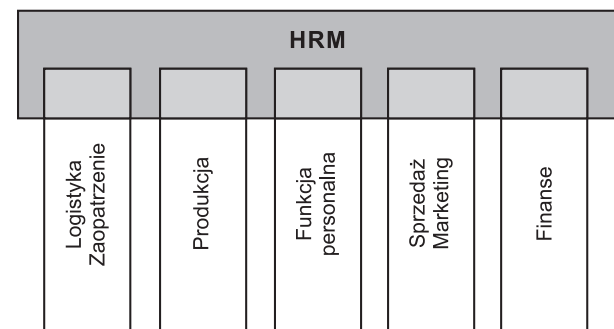 HRM
Logistyka
Zaopatrzenie
Produkcja
Funkcja
personalna
Sprzedaż
Marketing
Finanse